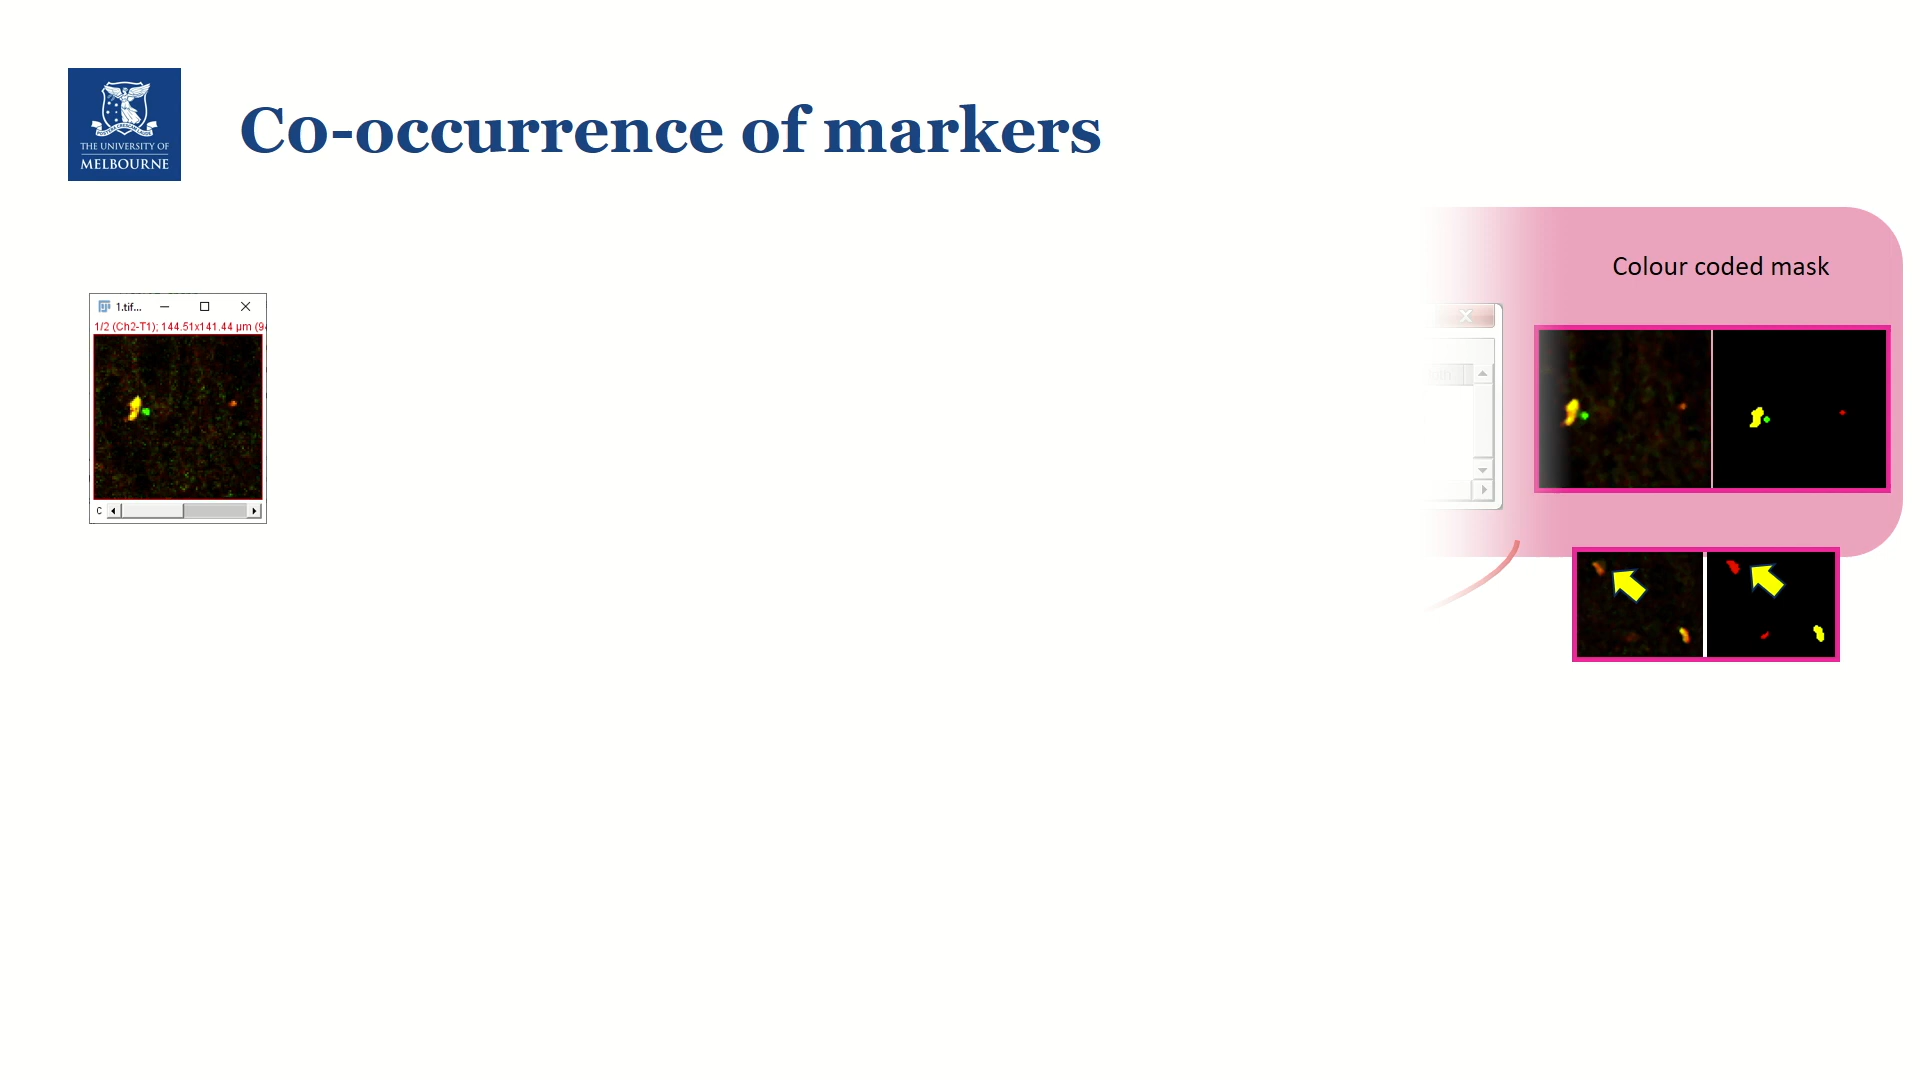 THE UNIVERSITY OF
MELBOURNE
Co-occurrence of markers
Colour coded mask
1.tif...
1/2 (Ch2-T1); 144.51x141.44 µm (94
c